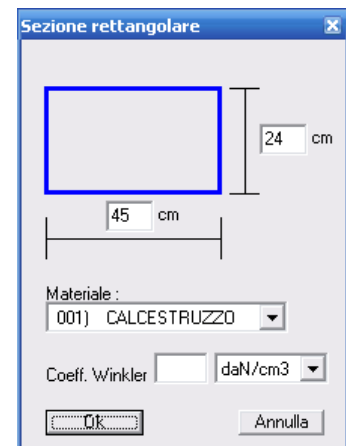 Sezione rettangolare
24 cm
45 cm
Materiale :
001) CALCESTRUZZO
Coeff. Winkler daN/cm3
Ok Annulla